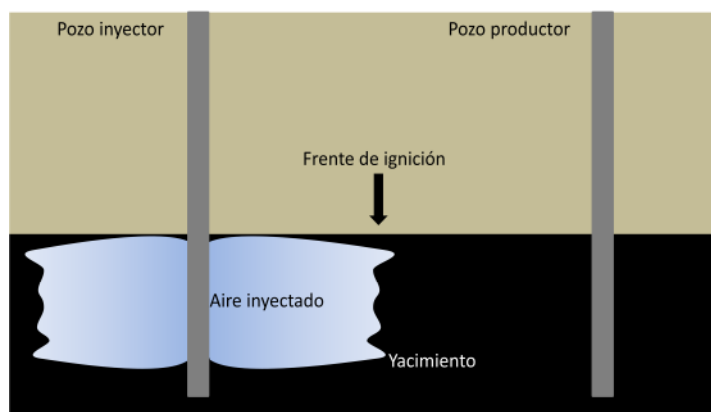 Pozo inyector
Pozo productor
Frente de ignición
Aire inyectado
Yacimiento